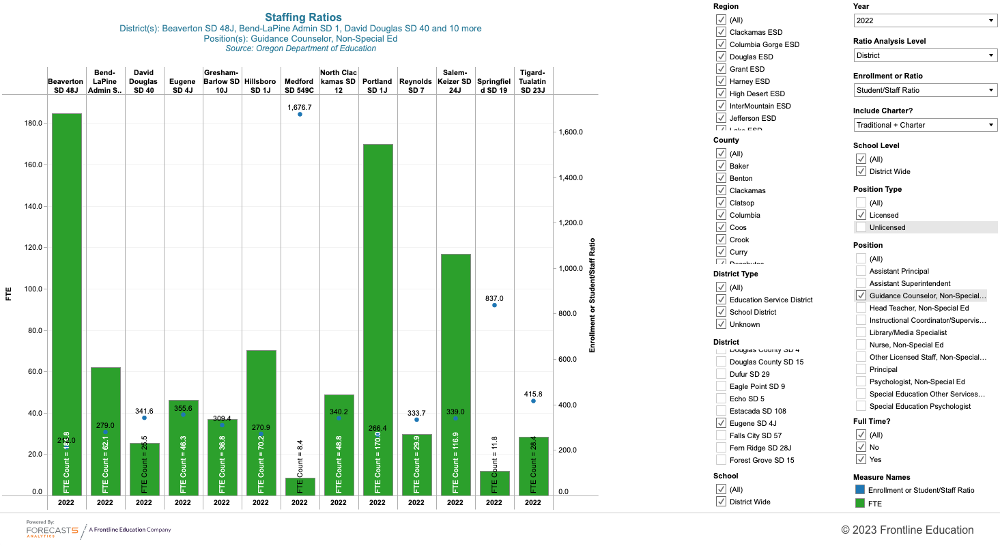 Staffing Ratios
District(s): Beaverton SD 48J, Bend-LaPine Admin SD 1, David Douglas SD 40 and 10 more
Position(s): Guidance Counselor, Non-Special Ed
Source: Oregon Department of Education
Beaverton
SD 48J
Bend-
LaPine
Admin S..
David
Douglas
SD 40
Eugene
SD 4J
Gresham-
Barlow SD
10J
Hillsboro
SD 1J
Medford
SD 549C
North Clac
kamas SD
12
Portland
SD 1J
Reynolds
SD 7
Salem-
Keizer SD
24J
Springfiel
d SD 19
Tigard-
Tualatin
SD 23J
FTE
180.0
160.0
140.0
120.0
100.0
80.0
60.0
40.0
20.0
0.0
279.0
341.6
355.6
309.4
270.9
1,676.7
340.2
266.4
333.7
339.0
837.0
415.8
FTE Count =
FTE Count = 62.1
FTE Count = 25.5
FTE Count = 46.3
FTE Count = 36.8
FTE Count = 70.2
FTE Count = 8.4
FTE Count = 48.8
FTE Count = 170.0
FTE Count = 29.9
FTE Count = 116.9
FTE Count = 11.8
FTE Count = 28.4
2022
2022
2022
2022
2022
2022
2022
2022
2022
2022
2022
2022
2022
1,600.0
1,400.0
1,200.0
1,000.0
800.0
600.0
400.0
200.0
0.0
Enrollment or Student/Staff Ratio
Region
(All)
Clackamas ESD
Columbia Gorge ESD
Douglas ESD
Grant ESD
Harney ESD
High Desert ESD
InterMountain ESD
Jefferson ESD
Lake ESD
County
(All)
Baker
Benton
Clackamas
Clatsop
Columbia
Coos
Crook
Curry
Deschutes
District Type
(All)
Education Service District
School District
Unknown
District
Douglas County SD 4
Douglas County SD 15
Dufur SD 29
Eagle Point SD 9
Echo SD 5
Estacada SD 108
Eugene SD 4J
Falls City SD 57
Fern Ridge SD 28J
Forest Grove SD 15
School
(All)
District Wide
Year
2022
Ratio Analysis Level
District
Enrollment or Ratio
Student/Staff Ratio
Include Charter?
Traditional + Charter
School Level
(All)
District Wide
Position Type
(All)
Licensed
Unlicensed
Position
(All)
Assistant Principal
Assistant Superintendent
Guidance Counselor, Non-Special...
Head Teacher, Non-Special Ed
Instructional Coordinator/Supervis...
Library/Media Specialist
Nurse, Non-Special Ed
Other Licensed Staff, Non-Special...
Principal
Psychologist, Non-Special Ed
Special Education Other Services...
Special Education Psychologist
Full Time?
(All)
No
Yes
Measure Names
Enrollment or Student/Staff Ratio
FTE
Powered By:
FORECAST5
ANALYTICS
A Frontline Education Company
© 2023 Frontline Education